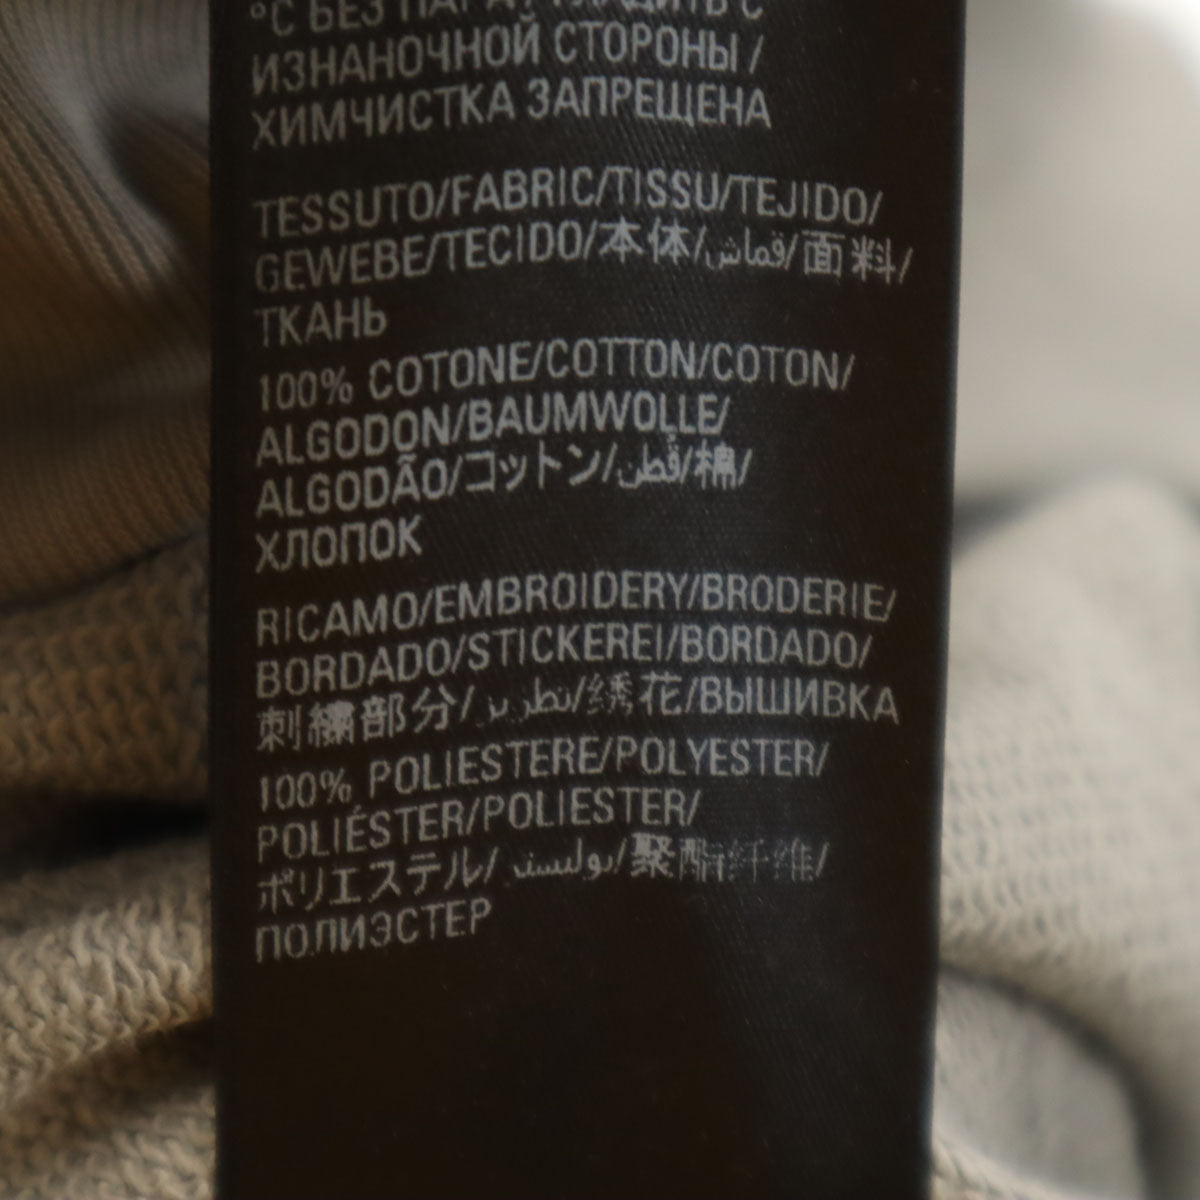 °C БЕЗ ПАРА / ГЛАДИТЬ С
ИЗНАНОЧНОЙ СТОРОНЫ /
ХИМЧИСТКА ЗАПРЕЩЕНА
TESSUTO/FABRIC/TISSU/TEJIDO/
GEWEBE/TECIDO/本体/قماش/面料/
ТКАНЬ
100% COTONE/COTTON/COTON/
ALGODON/BAUMWOLLE/
ALGODÃO/コットン/قطن/棉/
ХЛОПОК
RICAMO/EMBROIDERY/BRODERIE/
BORDADO/STICKEREI/BORDADO/
刺繍部分/تطريز/绣花/ВЫШИВКА
100% POLIESTERE/POLYESTER/
POLIÉSTER/POLIESTER/
ポリエステル/بوليستر/聚酯纤维/
ПОЛИЭСТЕР